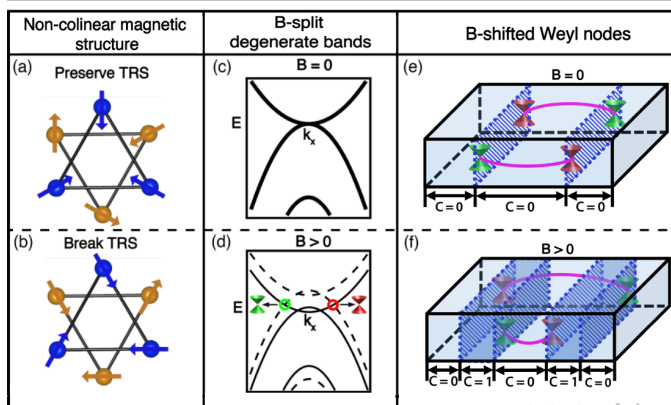 Non-colinear magnetic
structure
B-split
degenerate bands
B-shifted Weyl nodes
(a)
Preserve TRS
(b)
Break TRS
(c)
B = 0
E
kx
(d)
B > 0
E
kx
(e)
B = 0
C = 0
C = 0
C = 0
(f)
B > 0
C = 0
C = 1
C = 0
C = 1
C = 0